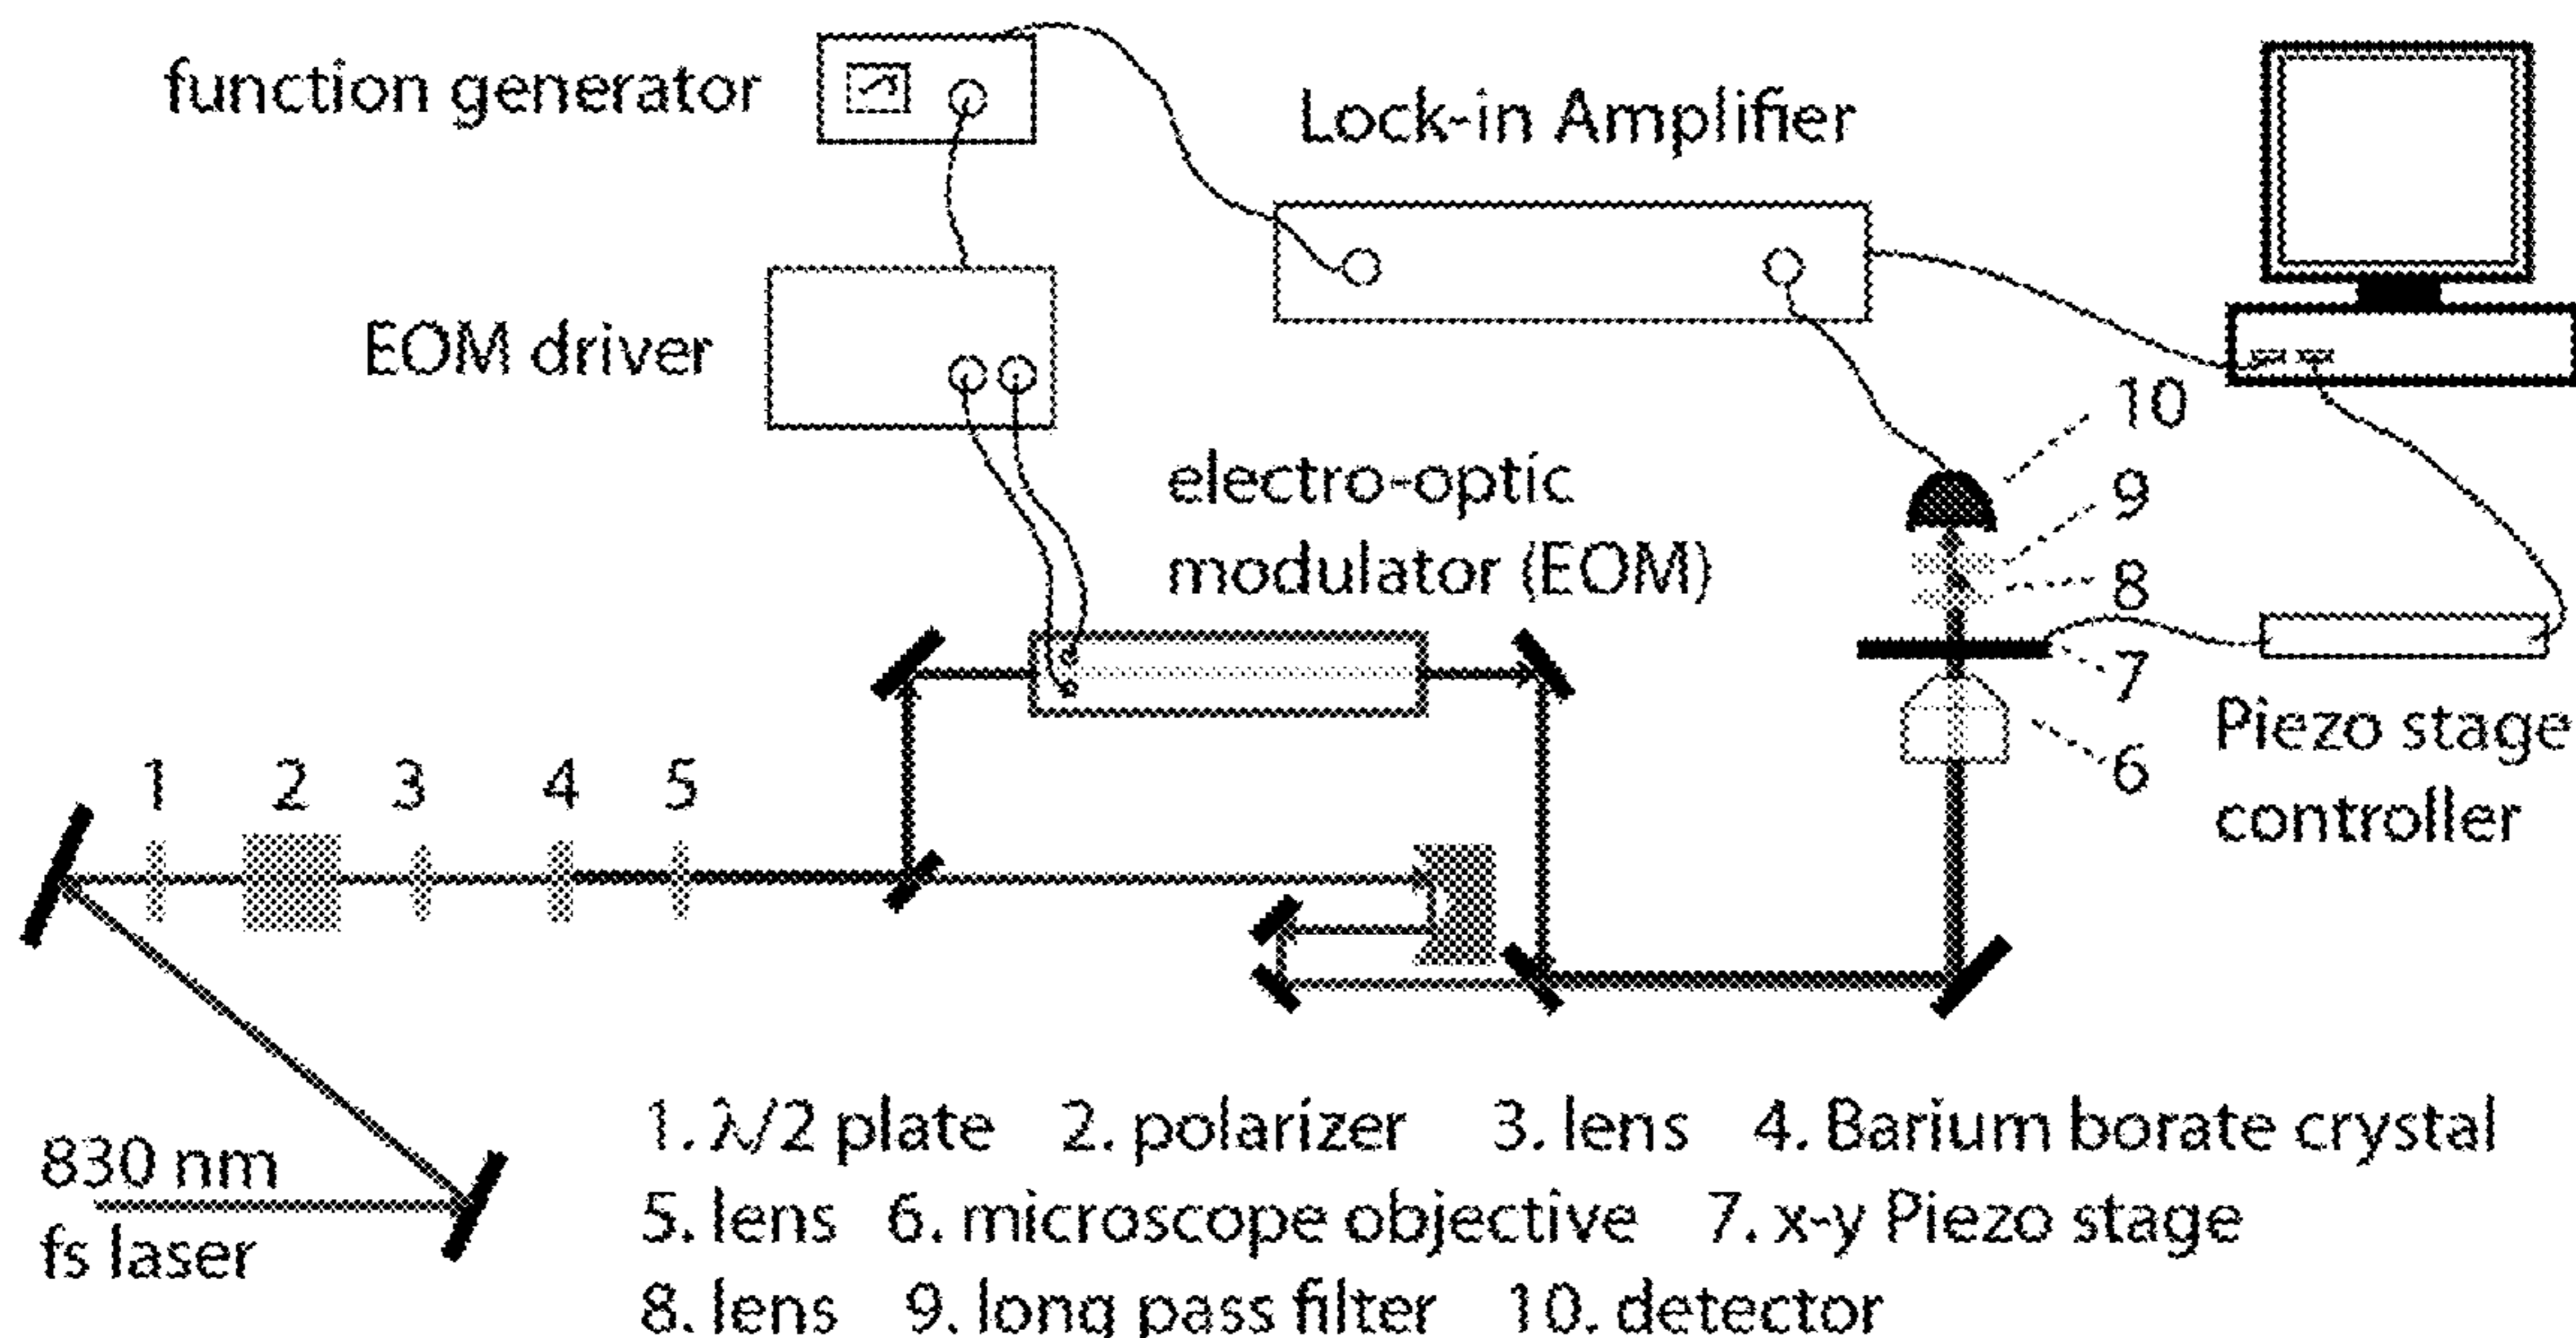 function generator
Lock-in Amplifier
EOM driver
10
electro-optic
modulator (EOM)
9
8
7
6
Piezo stage
controller
1 2 3 4 5
830 nm
fs laser
1. λ/2 plate 2. polarizer 3. lens 4. Barium borate crystal
5. lens 6. microscope objective 7. x-y Piezo stage
8. lens 9. long pass filter 10. detector